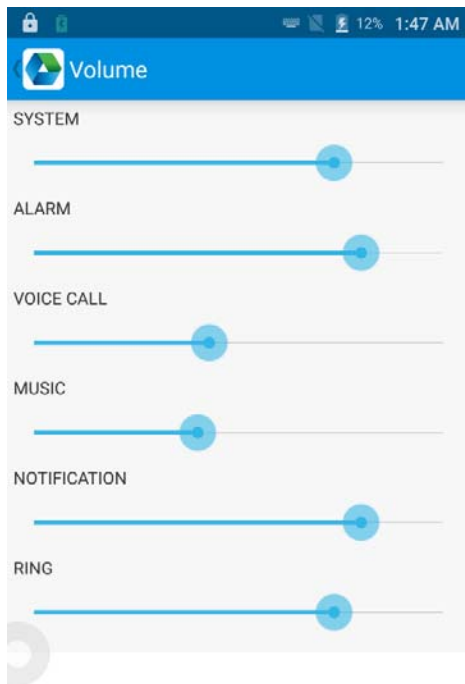 12% 1:47 AM
Volume
SYSTEM
ALARM
VOICE CALL
MUSIC
NOTIFICATION
RING